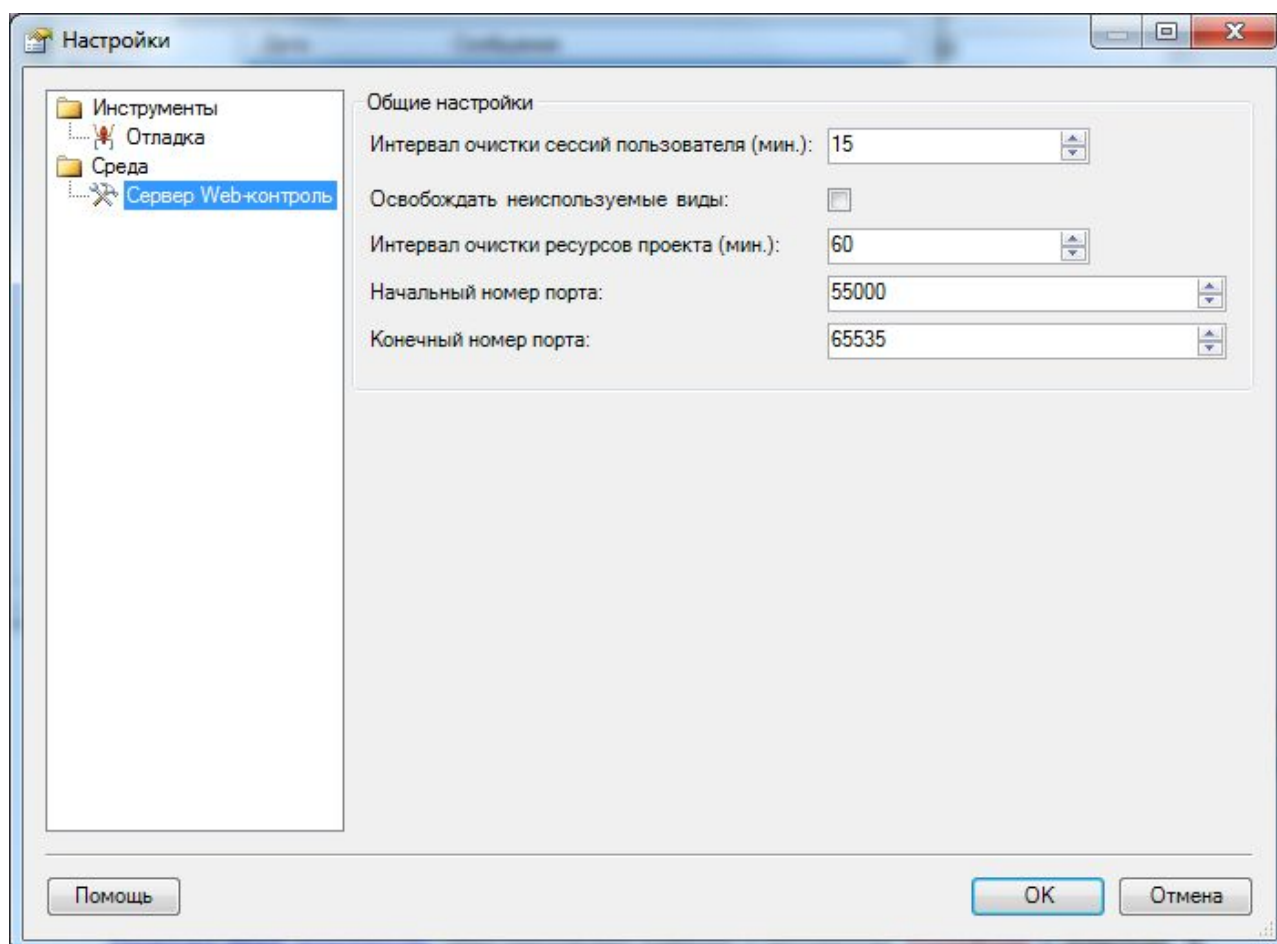 Настройки
Инструменты
Отладка
Среда
Сервер Web-контроль
Общие настройки
Интервал очистки сессий пользователя (мин.): 15
Освобождать неиспользуемые виды:
Интервал очистки ресурсов проекта (мин.): 60
Начальный номер порта: 55000
Конечный номер порта: 65535
Помощь
OK
Отмена